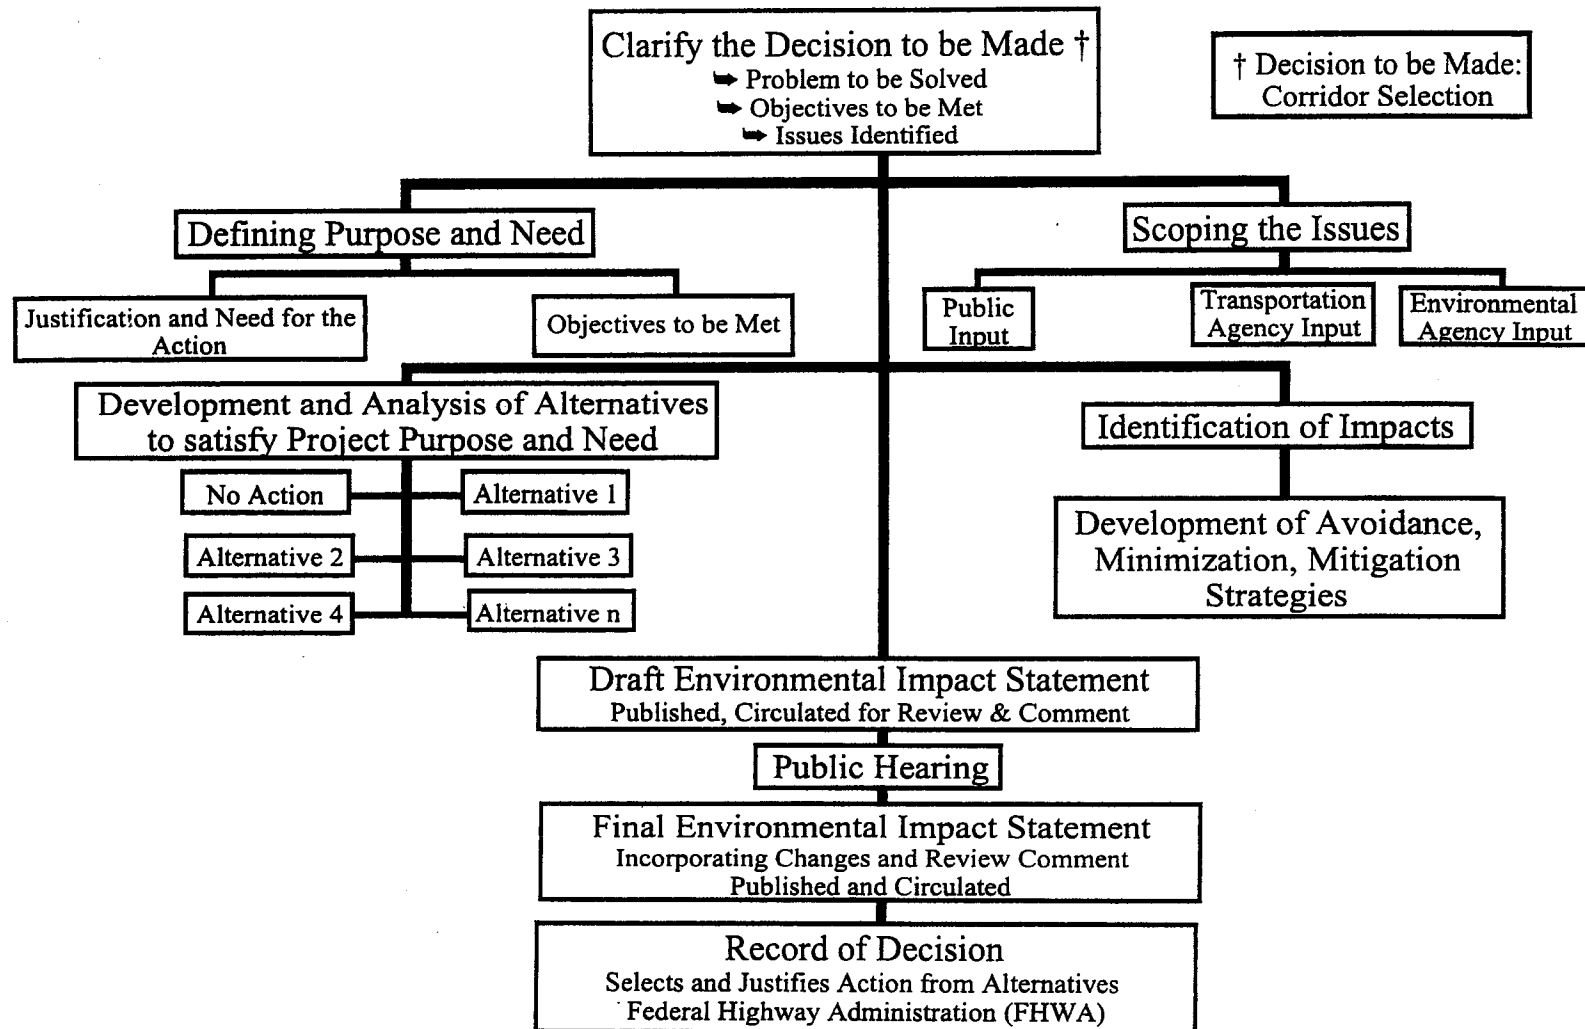 Clarify the Decision to be Made †
➥ Problem to be Solved
➥ Objectives to be Met
➥ Issues Identified
† Decision to be Made:
Corridor Selection
Defining Purpose and Need
Scoping the Issues
Justification and Need for the
Action
Objectives to be Met
Public
Input
Transportation
Agency Input
Environmental
Agency Input
Development and Analysis of Alternatives
to satisfy Project Purpose and Need
Identification of Impacts
No Action
Alternative 1
Alternative 2
Alternative 3
Alternative 4
Alternative n
Development of Avoidance,
Minimization, Mitigation
Strategies
Draft Environmental Impact Statement
Published, Circulated for Review & Comment
Public Hearing
Final Environmental Impact Statement
Incorporating Changes and Review Comment
Published and Circulated
Record of Decision
Selects and Justifies Action from Alternatives
Federal Highway Administration (FHWA)